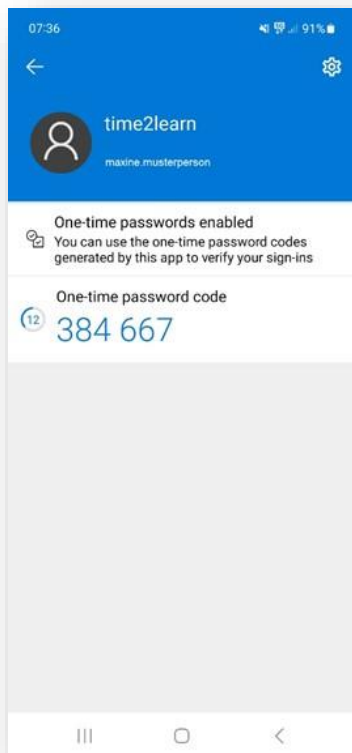 07:36 91%
time2learn
maxine.musterperson
One-time passwords enabled
You can use the one-time password codes
generated by this app to verify your sign-ins
One-time password code
12
384 667